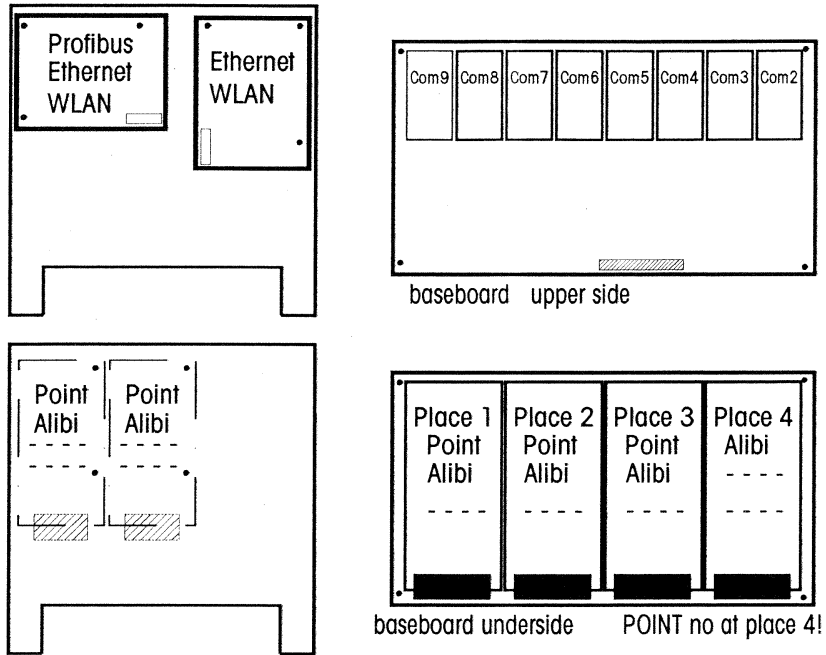 Profibus
Ethernet
WLAN
Ethernet
WLAN
Com9 Com8 Com7 Com6 Com5 Com4 Com3 Com2
baseboard upper side
Point
Alibi
Point
Alibi
Place 1
Point
Alibi
Place 2
Point
Alibi
Place 3
Point
Alibi
Place 4
Alibi
baseboard underside POINT no at place 4!